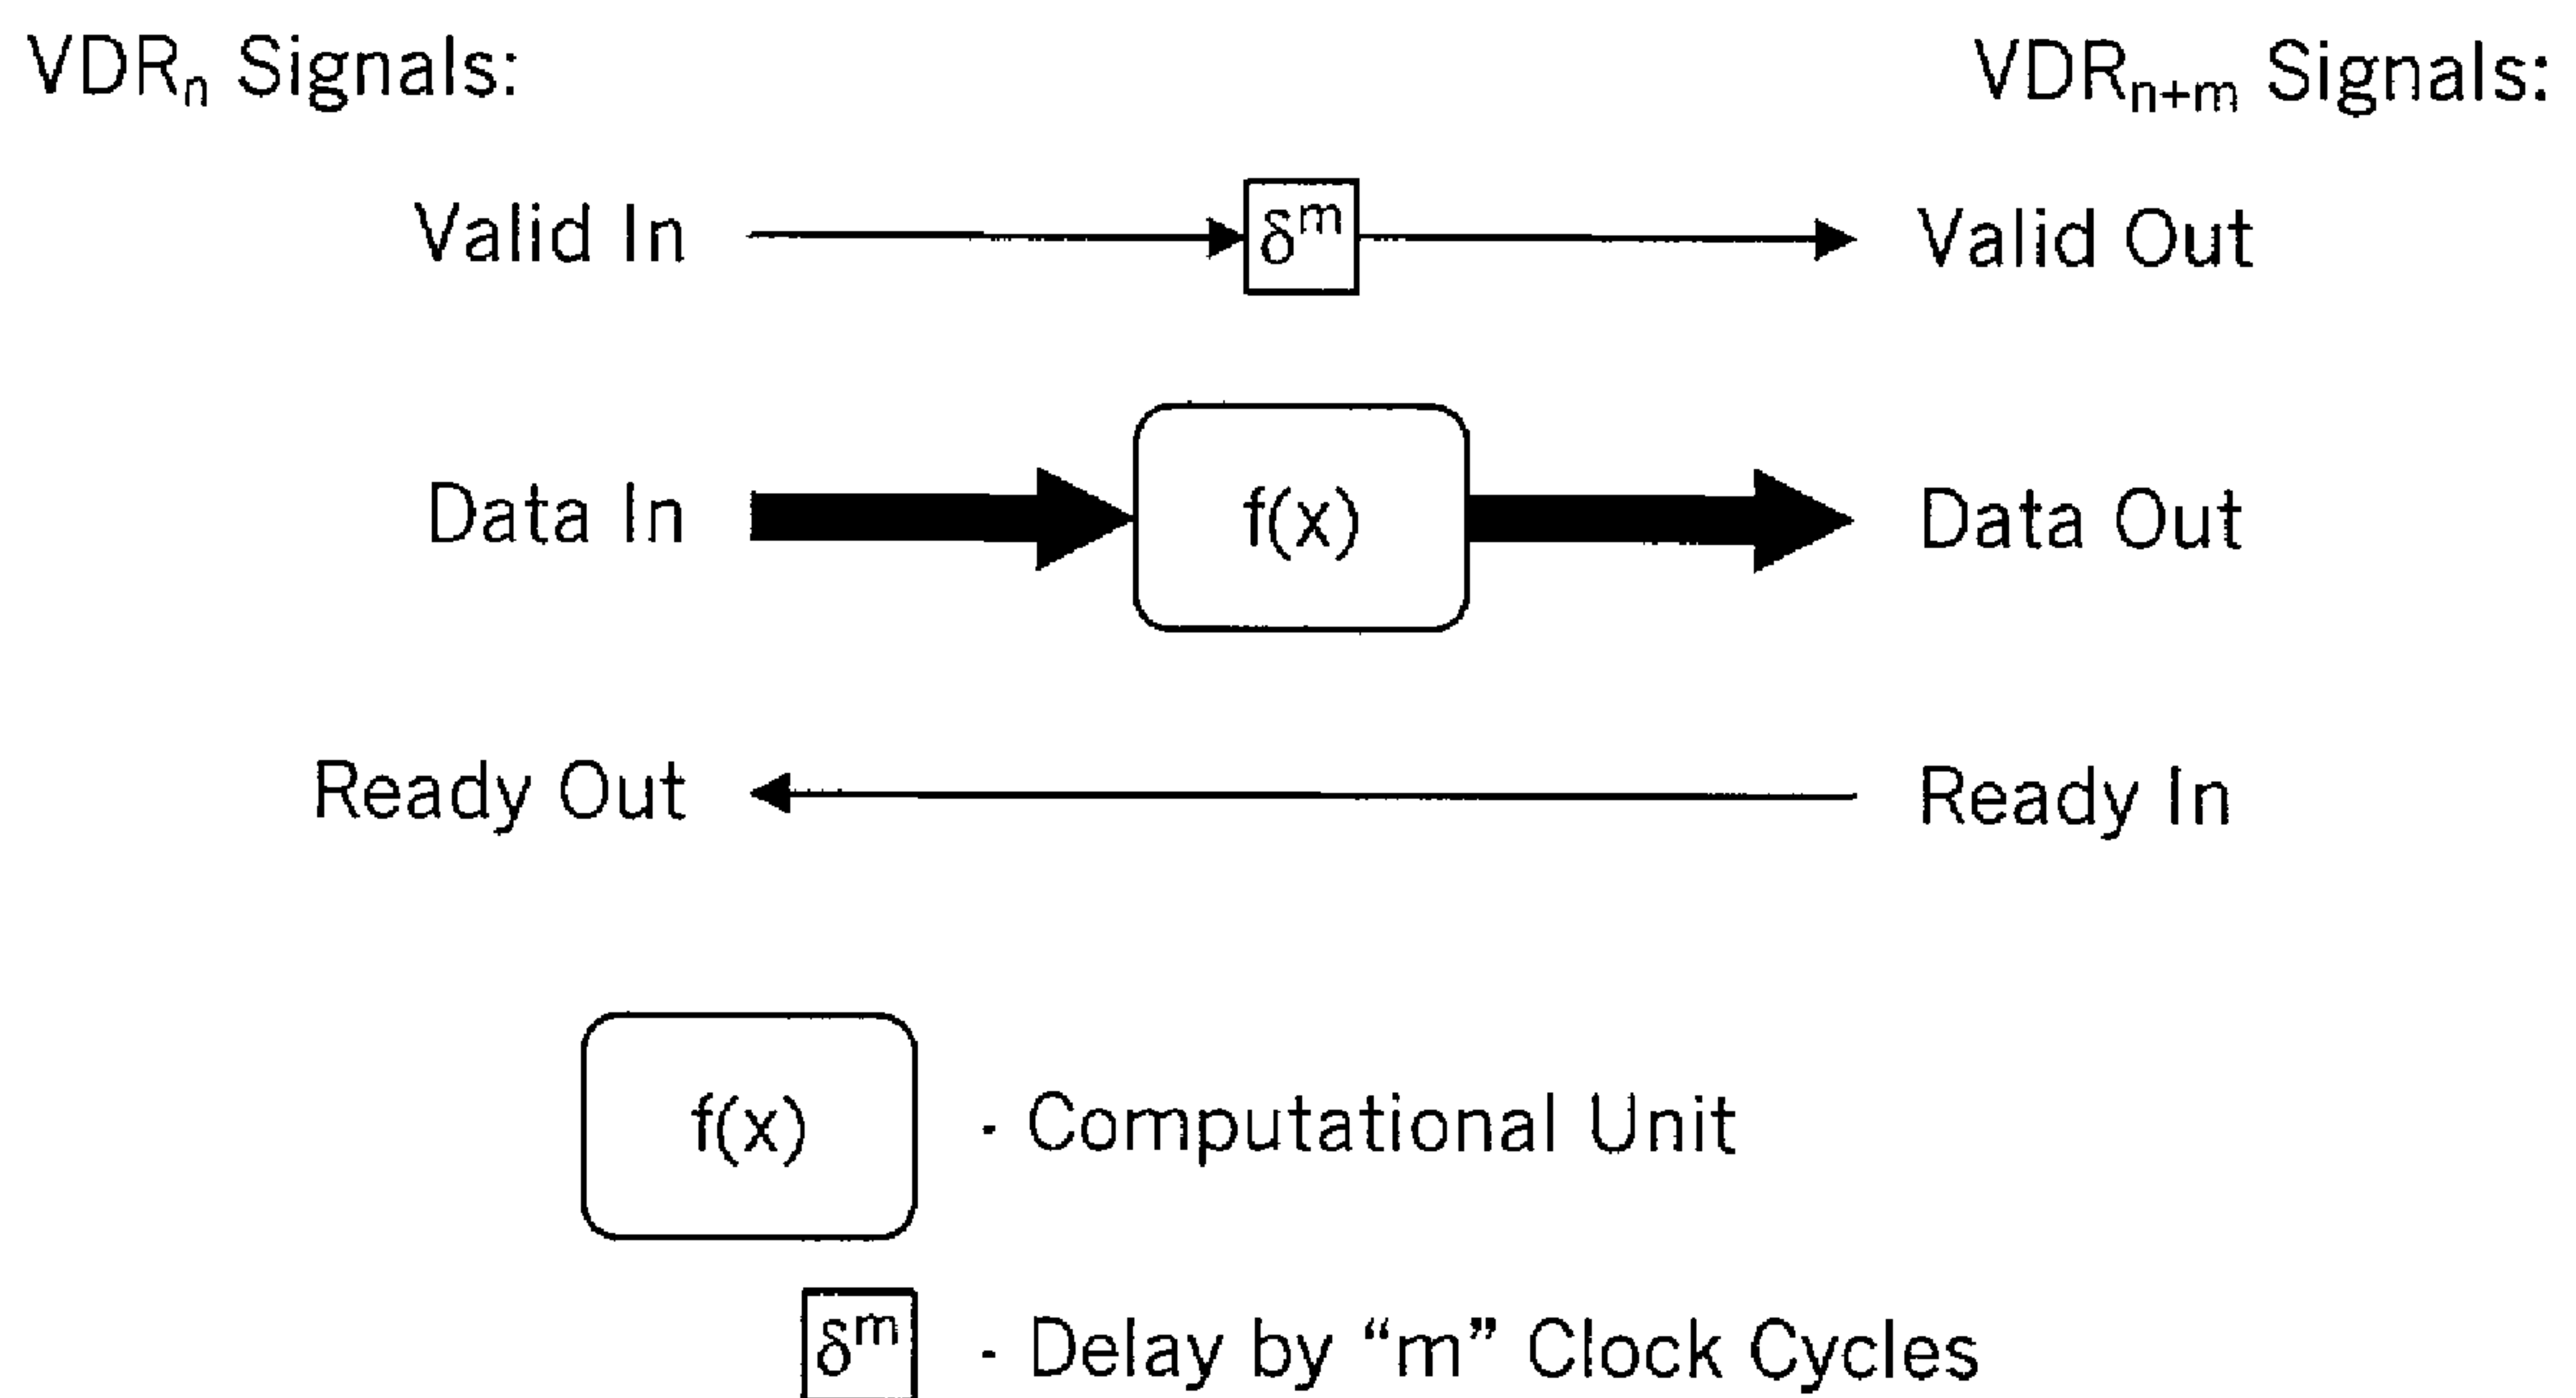 VDRn Signals: VDRn+m Signals:
Valid In δm Valid Out
Data In f(x) Data Out
Ready Out Ready In
f(x) - Computational Unit
δm - Delay by “m” Clock Cycles